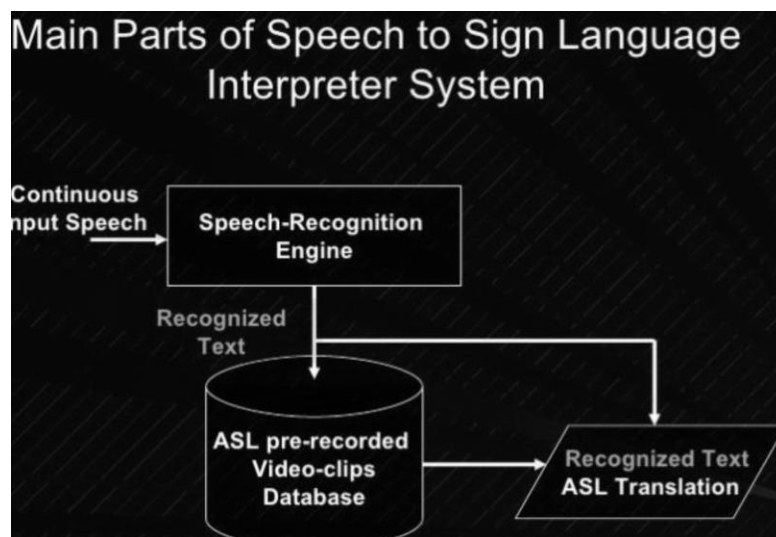 Main Parts of Speech to Sign Language
Interpreter System
Continuous
nput Speech
Speech-Recognition
Engine
Recognized
Text
ASL pre-recorded
Video-clips
Database
Recognized Text
ASL Translation